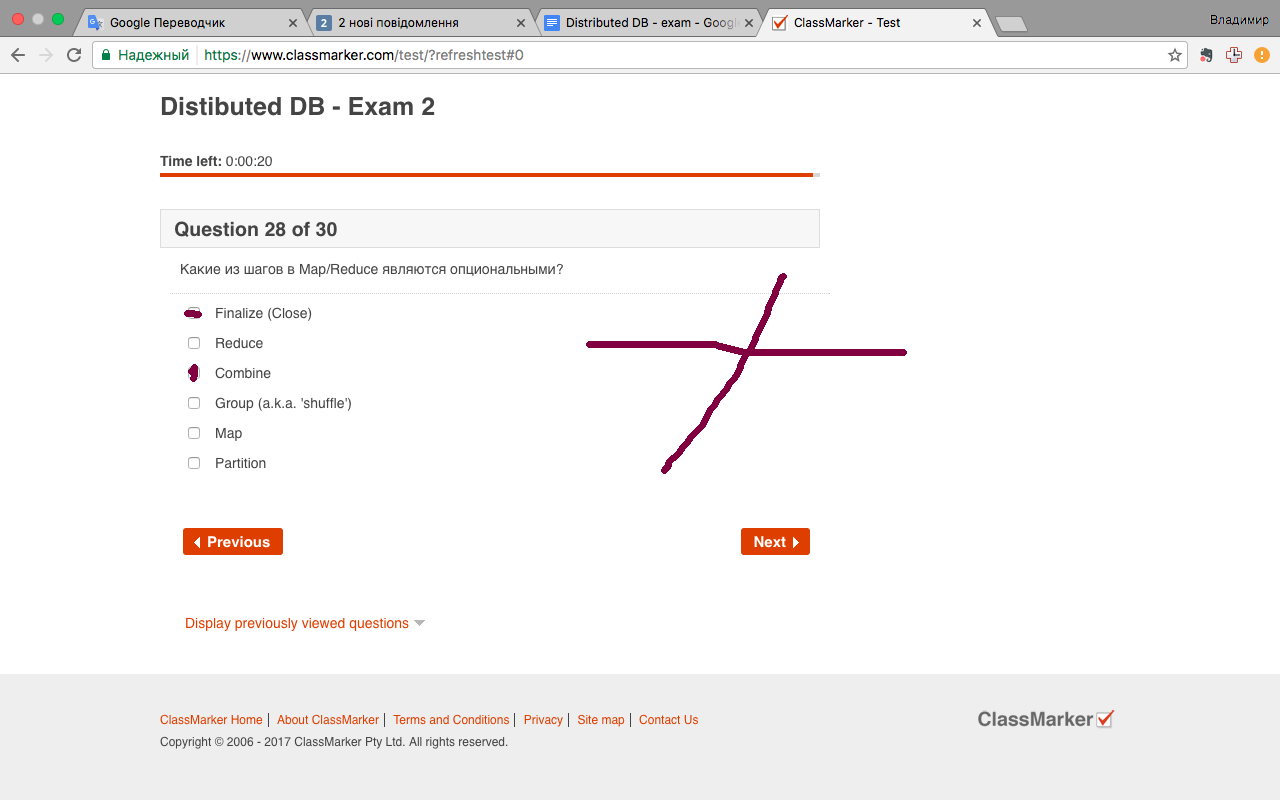 Google Переводчик
2 2 нові повідомлення
Distributed DB - exam - Googl
ClassMarker - Test
Владимир
Надежный https://www.classmarker.com/test/?refreshtest#0
Distibuted DB - Exam 2
Time left: 0:00:20
Question 28 of 30
Какие из шагов в Map/Reduce являются опциональными?
Finalize (Close)
Reduce
Combine
Group (a.k.a. 'shuffle')
Map
Partition
Previous
Next
Display previously viewed questions
ClassMarker Home | About ClassMarker | Terms and Conditions | Privacy | Site map | Contact Us
ClassMarker
Copyright © 2006 - 2017 ClassMarker Pty Ltd. All rights reserved.